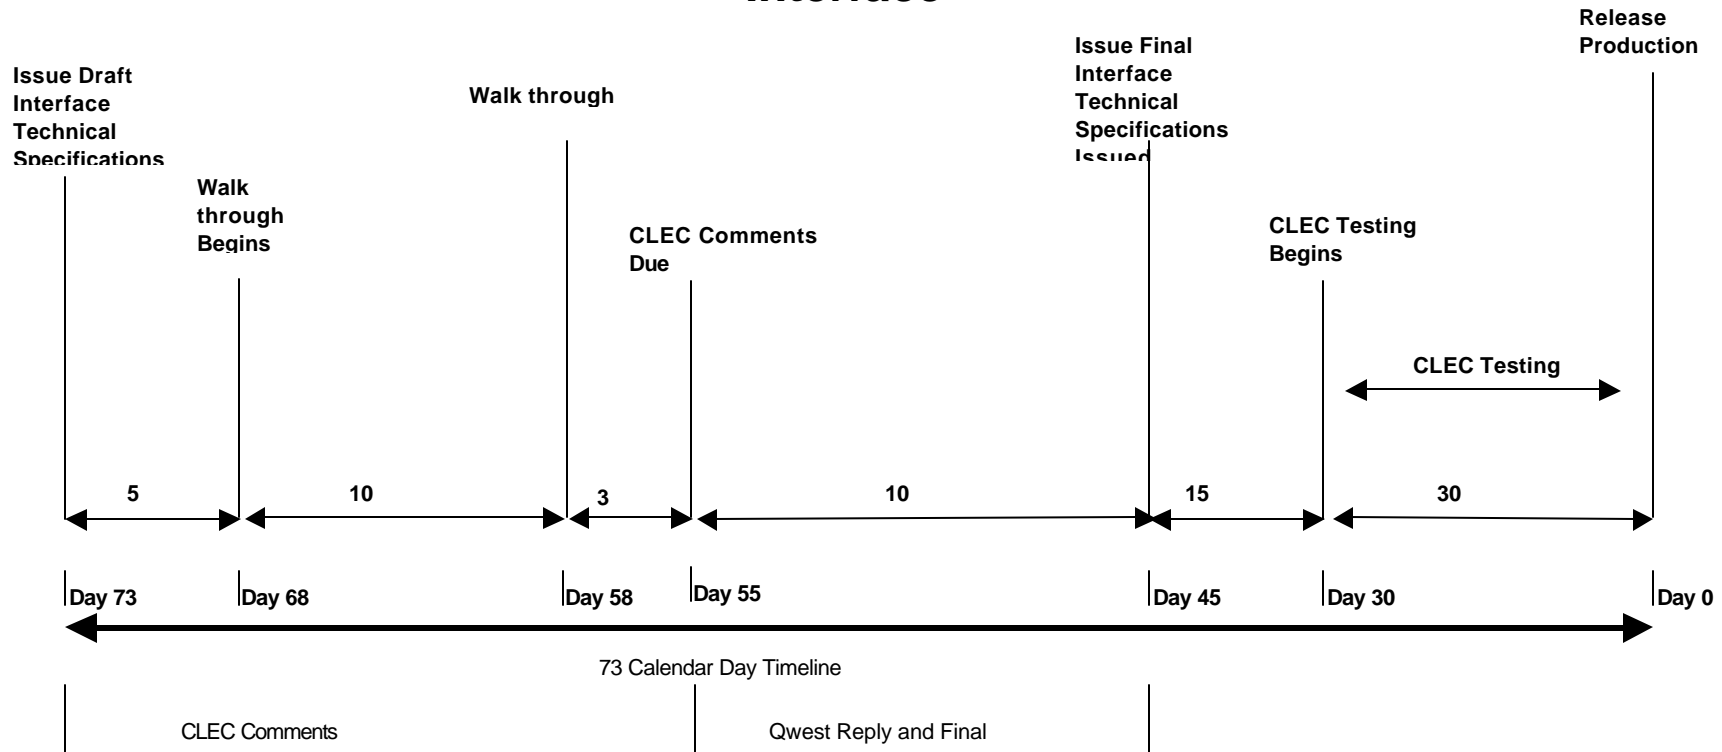 Release
Production
Issue Final
Interface
Technical
Specifications
Issued
Issue Draft
Interface
Technical
Specifications
Walk through
Walk
through
Begins
CLEC Comments
Due
CLEC Testing
Begins
CLEC Testing
5
10
3
10
15
30
Day 73
Day 68
Day 58
Day 55
Day 45
Day 30
Day 0
73 Calendar Day Timeline
CLEC Comments
Qwest Reply and Final